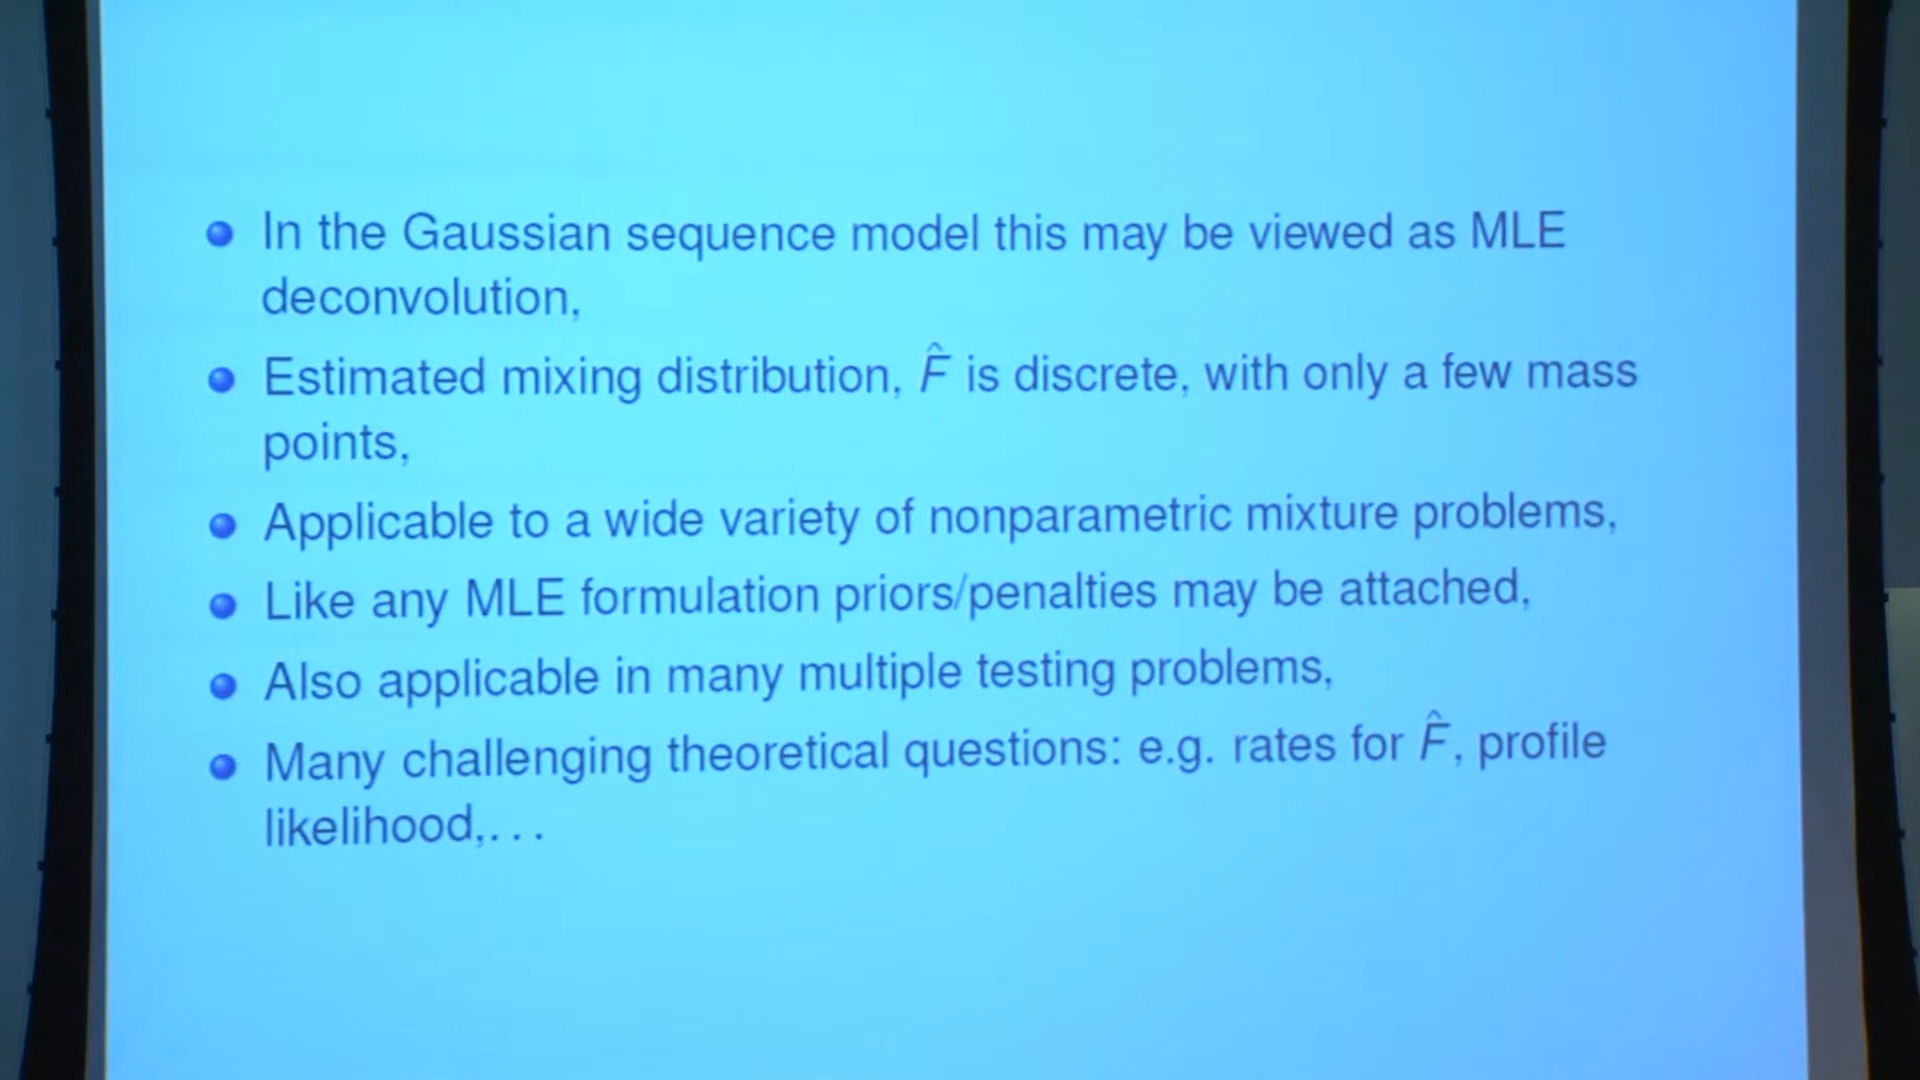 • In the Gaussian sequence model this may be viewed as MLE
deconvolution,
• Estimated mixing distribution, F̂ is discrete, with only a few mass
points,
• Applicable to a wide variety of nonparametric mixture problems,
• Like any MLE formulation priors/penalties may be attached,
• Also applicable in many multiple testing problems,
• Many challenging theoretical questions: e.g. rates for F̂, profile
likelihood,. . .